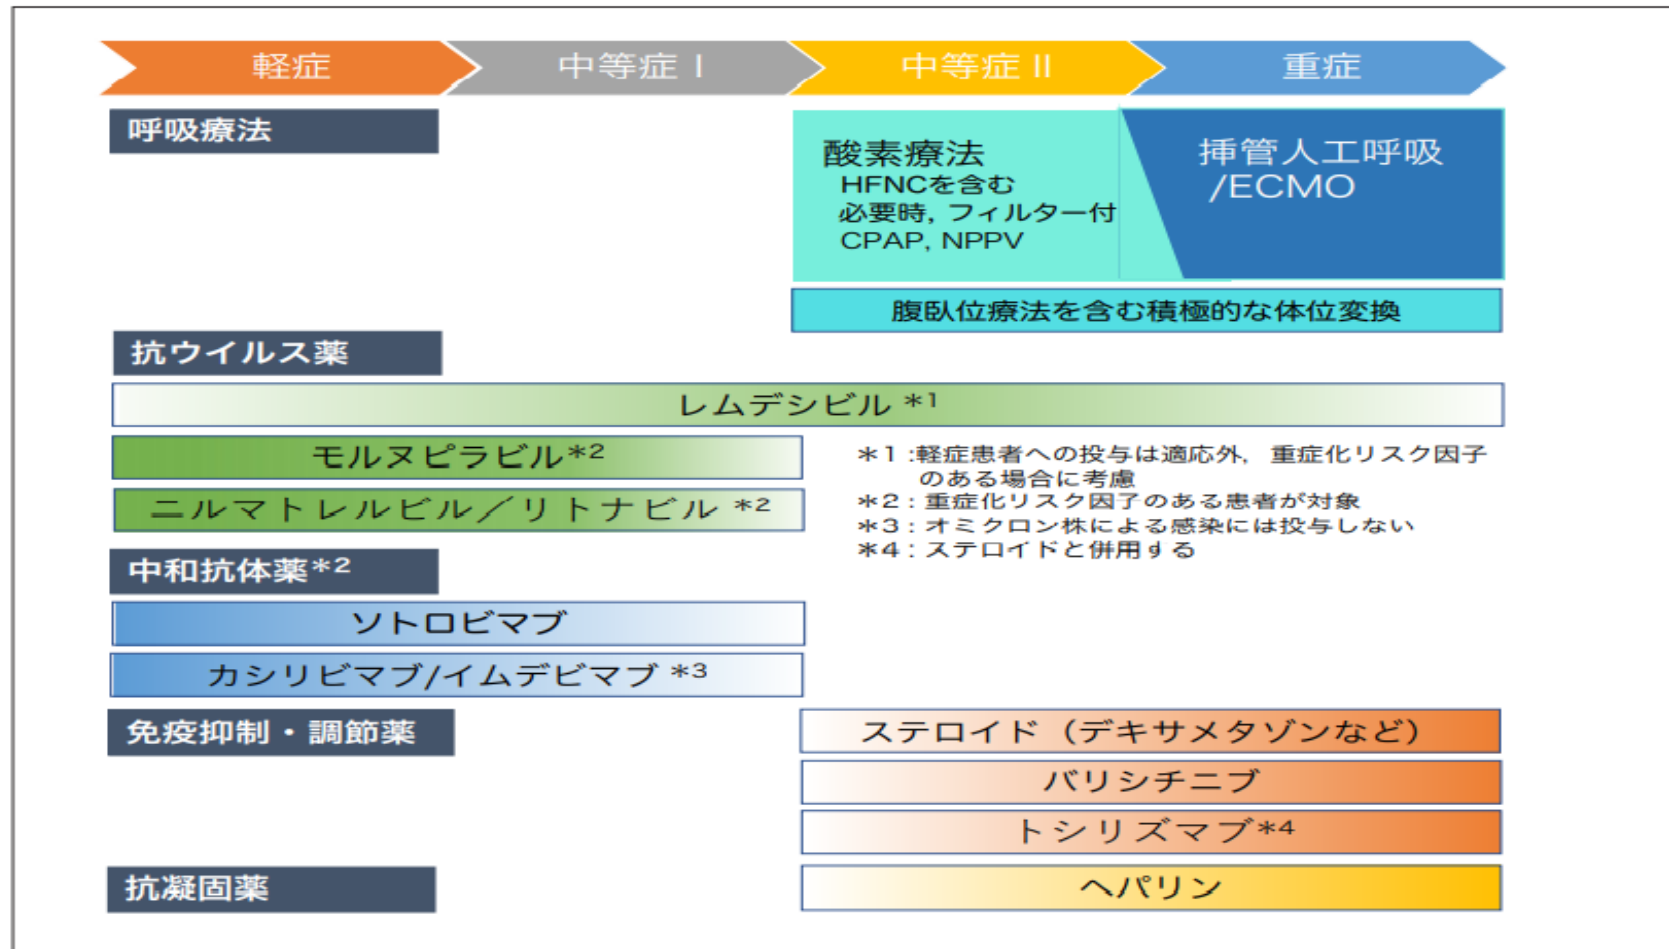 軽症
中等症 I
中等症 II
重症
呼吸療法
酸素療法
HFNCを含む
必要時, フィルター付
CPAP, NPPV
挿管人工呼吸
/ECMO
腹臥位療法を含む積極的な体位変換
抗ウイルス薬
レムデシビル *1
モルヌピラビル*2
ニルマトレルビル／リトナビル *2
*1 :軽症患者への投与は適応外, 重症化リスク因子
のある場合に考慮
*2 : 重症化リスク因子のある患者が対象
*3 : オミクロン株による感染には投与しない
*4 : ステロイドと併用する
中和抗体薬*2
ソトロビマブ
カシリビマブ/イムデビマブ *3
免疫抑制・調節薬
ステロイド（デキサメタゾンなど）
バリシチニブ
トシリズマブ*4
抗凝固薬
ヘパリン